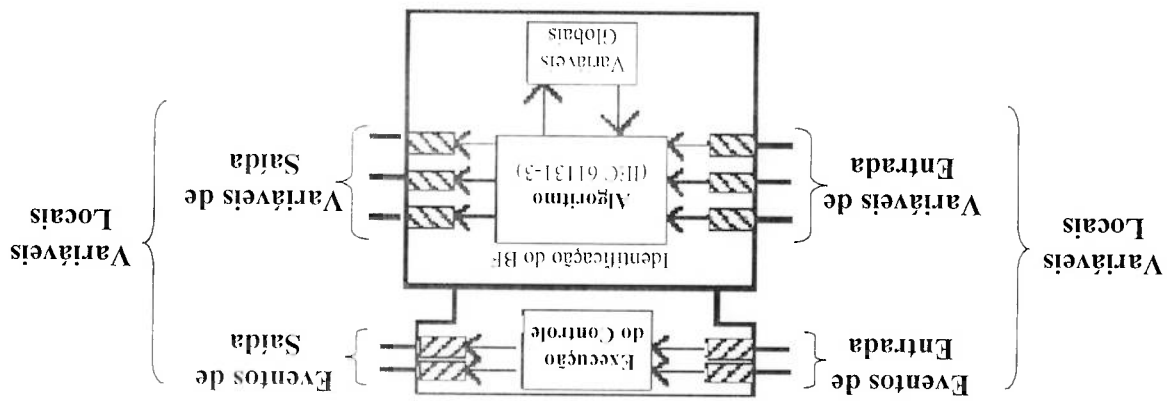 Eventos de
Entrada
Execução
do Controle
Eventos de
Saída
Variáveis
Locais
Identificação do BF
Variáveis
Locais
Variáveis de
Entrada
Algoritmo
(IEC 61131-3)
Variáveis de
Saída
Variáveis
Globais